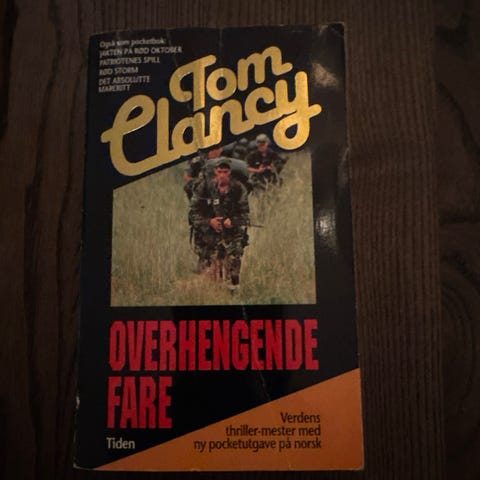 Også som pocketbok:
JAKTEN PÅ RØD OKTOBER
PATRIOTENES SPILL
RØD STORM
DET ABSOLUTTE
MARERITT
Tom
Clancy
OVERHENGENDE
FARE
Tiden
Verdens
thriller-mester med
ny pocketutgave på norsk